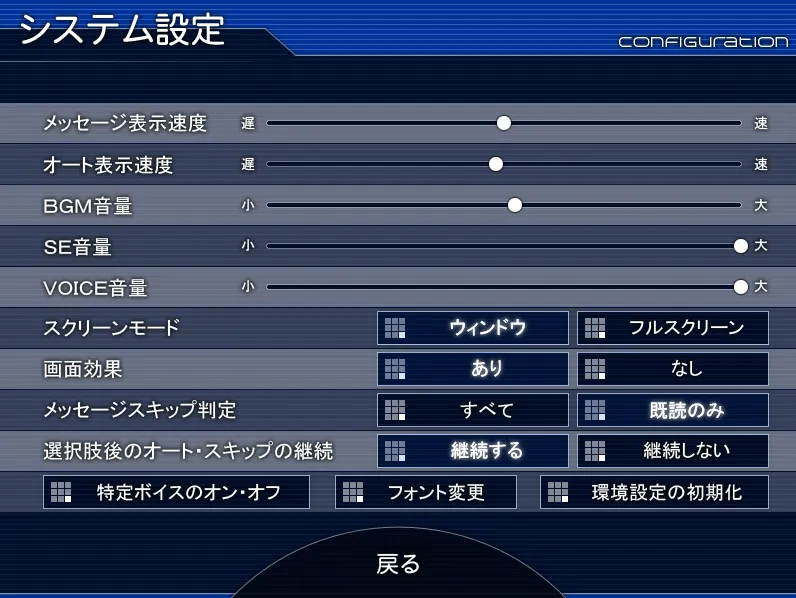 システム設定
CONFIGURATION
メッセージ表示速度 遅 速
オート表示速度 遅 速
BGM音量 小 大
SE音量 小 大
VOICE音量 小 大
スクリーンモード ウィンドウ フルスクリーン
画面効果 あり なし
メッセージスキップ判定 すべて 既読のみ
選択肢後のオート・スキップの継続 継続する 継続しない
特定ボイスのオン・オフ フォント変更 環境設定の初期化
戻る